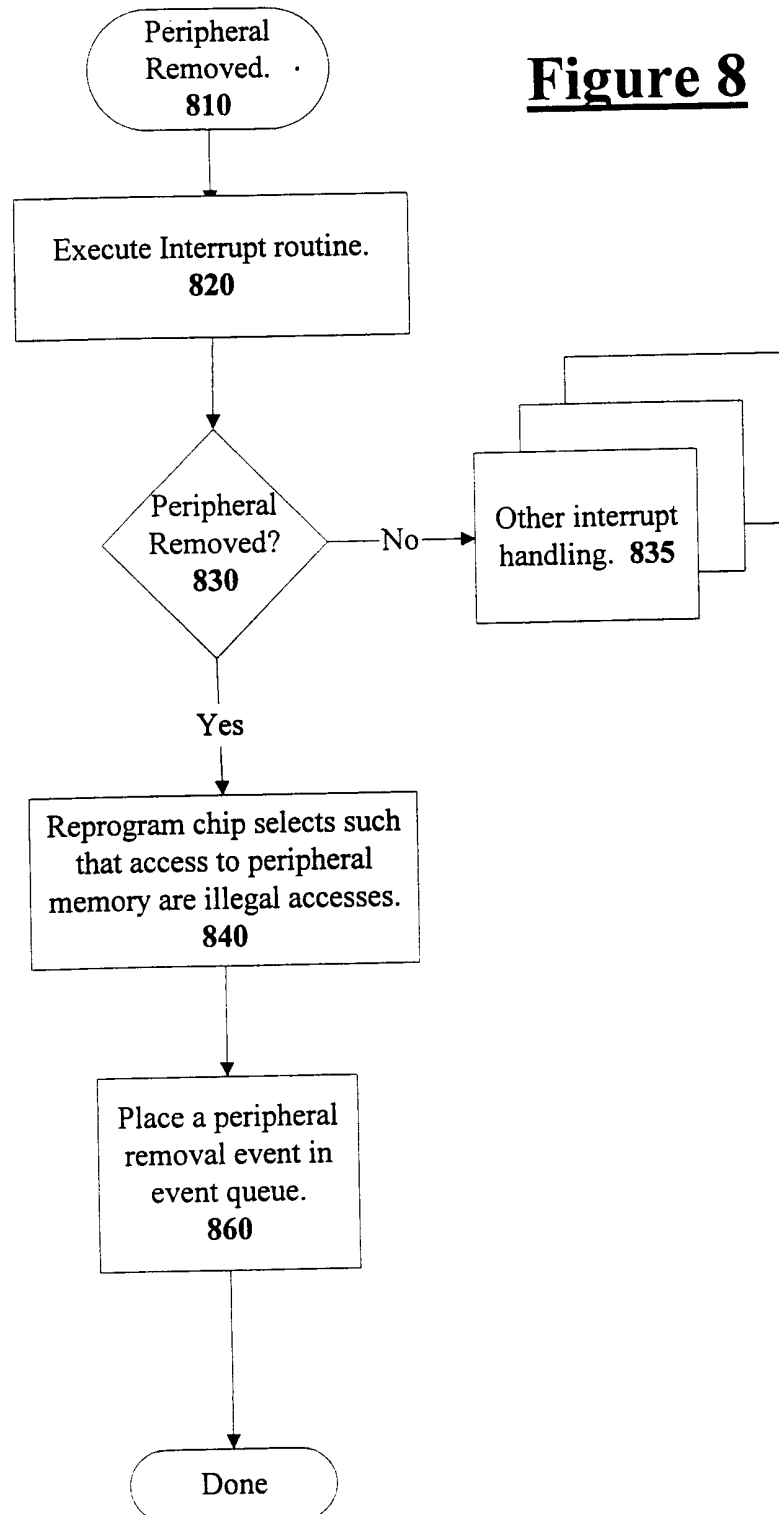 Peripheral
Removed.
810
Figure 8
Execute Interrupt routine.
820
Peripheral
Removed?
830
No
Other interrupt
handling. 835
Yes
Reprogram chip selects such
that access to peripheral
memory are illegal accesses.
840
Place a peripheral
removal event in
event queue.
860
Done